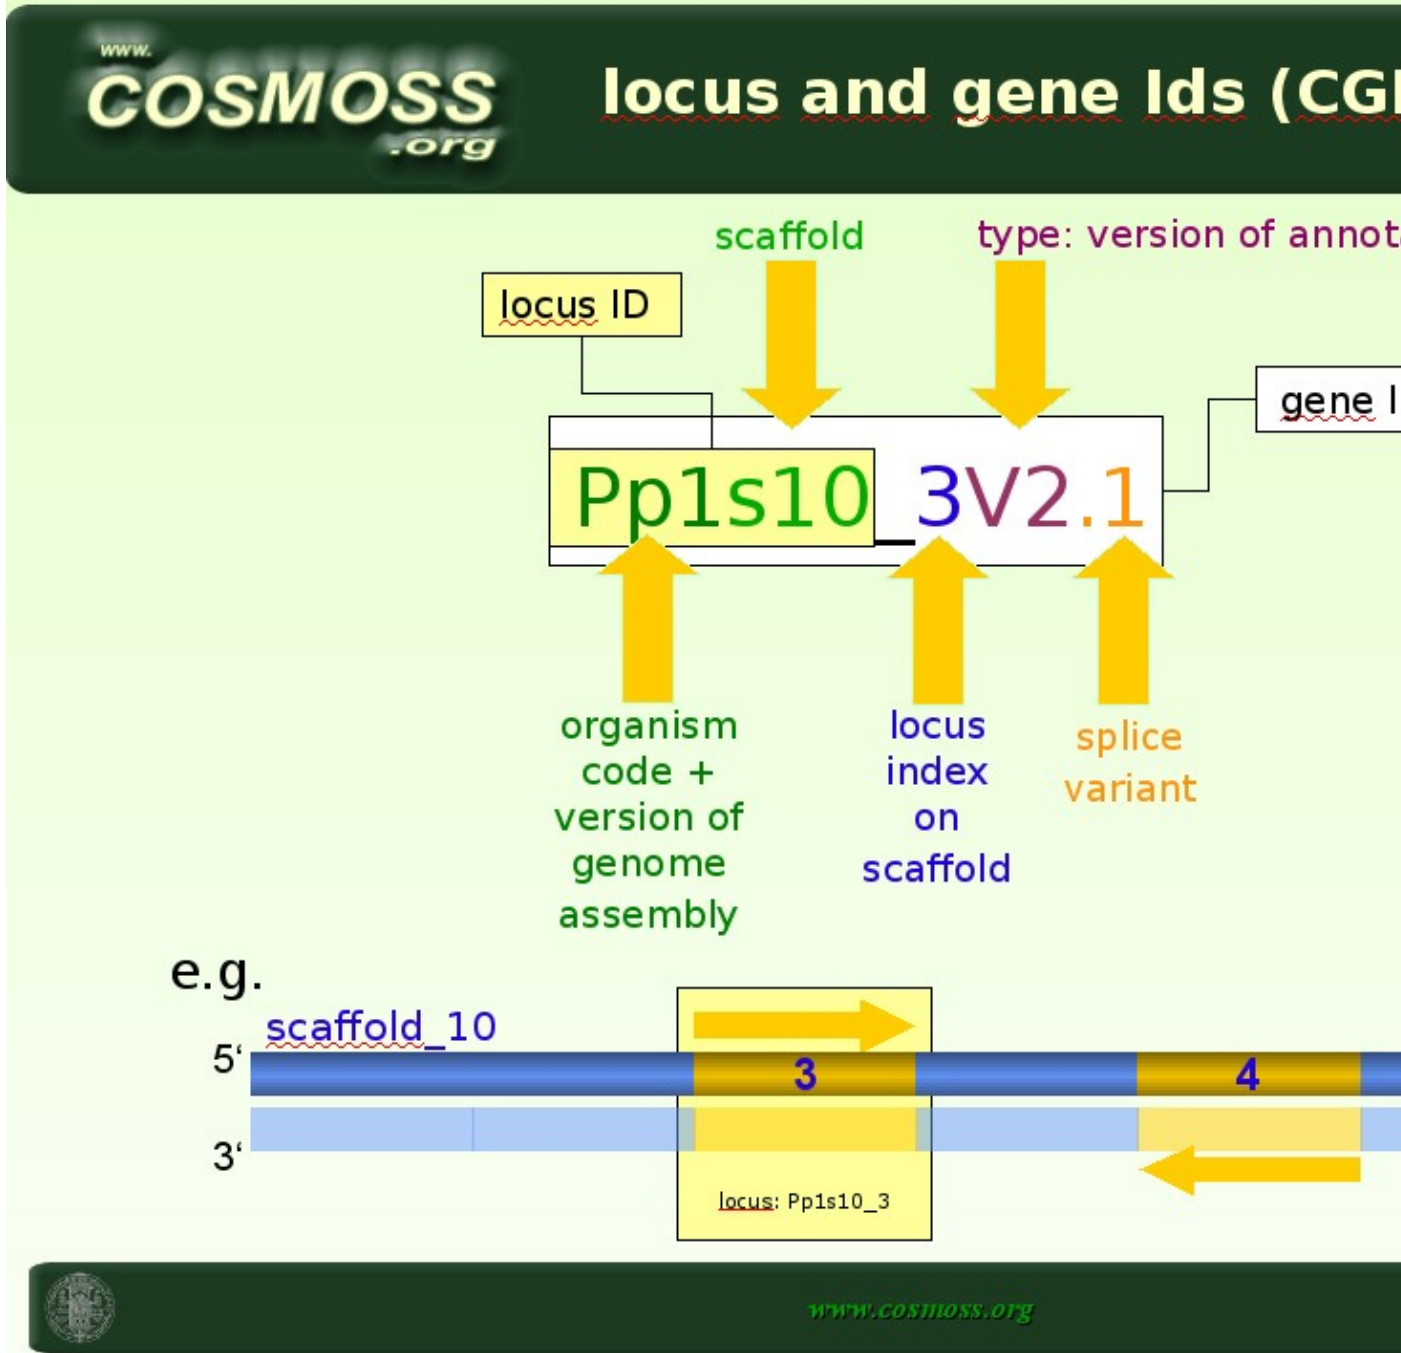 www.
COSMOSS
.org
locus and gene Ids (CGI
scaffold
type: version of annot
locus ID
gene I
Pp1s10_3V2.1
organism
code +
version of
genome
assembly
locus
index
on
scaffold
splice
variant
e.g.
scaffold_10
5‘
3
4
3‘
locus: Pp1s10_3
www.cosmoss.org